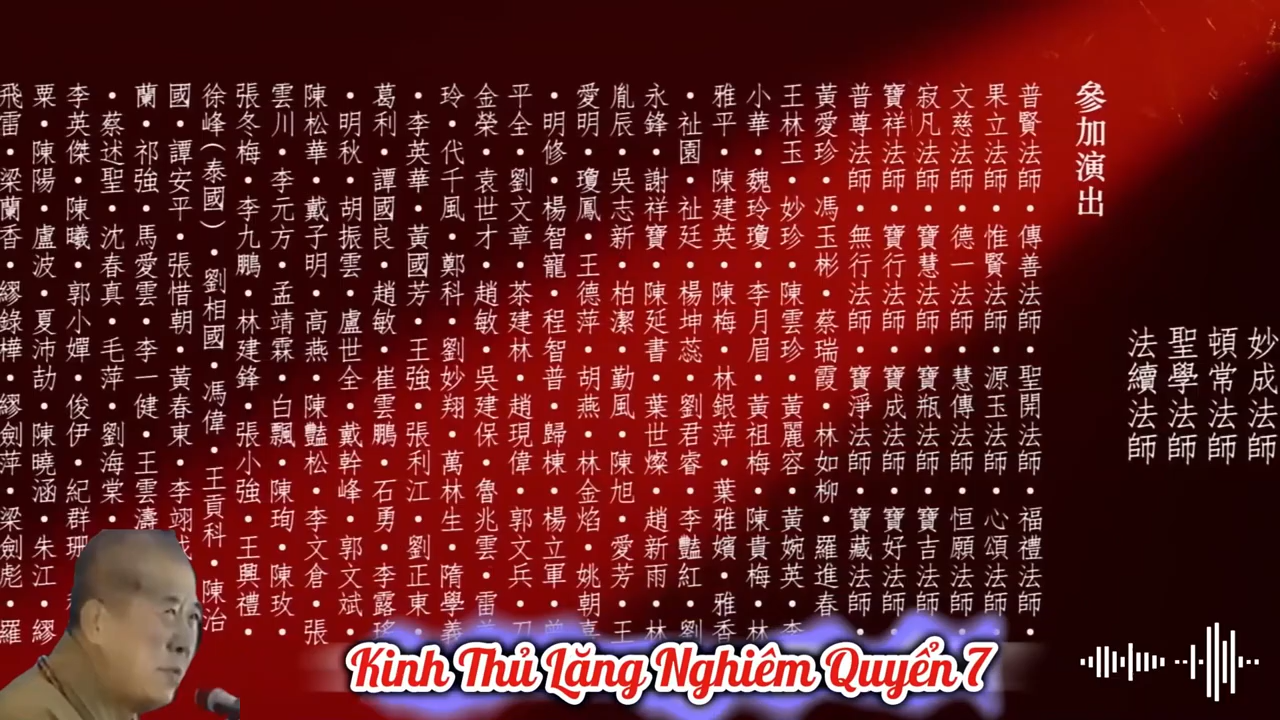 妙成法師
頓常法師
聖學法師
法續法師
參加演出
普賢法師・傳善法師・聖開法師・福禮法師・
果立法師・惟賢法師・源玉法師・心頌法師・
文慈法師・德一法師・慧傳法師・恒願法師・
寂凡法師・寶慧法師・寶瓶法師・寶吉法師・
寶祥法師・寶行法師・寶成法師・寶好法師・
普尊法師・無行法師・寶淨法師・寶藏法師・
黃愛珍・馮玉彬・蔡瑞霞・林如柳・羅進春・
王林玉・妙珍・陳雲珍・黃麗容・黃婉英・李
小華・魏玲瓊・李月眉・黃祖梅・陳貴梅・林
雅平・陳建英・陳梅・林銀萍・葉雅嬪・雅香
・祉園・祉廷・楊坤蕊・劉君睿・李豔紅・劉
永鋒・謝祥寶・陳延書・葉世燦・趙新雨・林
胤辰・吳志新・柏潔・勤風・陳旭・愛芳・王
愛明・瓊鳳・王德萍・胡燕・林金焰・姚朝喜
・明修・楊智寵・程智普・歸棟・楊立軍・曾
平全・劉文章・茶建林・趙現偉・郭文兵・
金榮・袁世才・趙敏・吳建保・魯兆雲・雷
玲・代千風・鄭科・劉妙翔・萬林生・隋學義
・李英華・黃國芳・王強・張利江・劉正東・
葛利・譚國良・趙敏・崔雲鵬・石勇・李露瑤
・明秋・胡振雲・盧世全・戴幹峰・郭文斌・
陳松華・戴子明・高燕・陳豔松・李文倉・張
雲川・李元方・孟靖霖・白飄・陳珣・陳玫・
張冬梅・李九鵬・林建鋒・張小強・王興禮・
徐峰（泰國）・劉相國・馮偉・王貢科・陳治
國・譚安平・張惜朝・黃春東・李翊成
蘭・祁強・馬愛雲・李一健・王雲濤
・蔡述聖・沈春真・毛萍・劉海棠・
李英傑・陳曦・郭小嬋・俊伊・紀群珊
粟・陳陽・盧波・夏沛劼・陳曉涵・朱江・繆
飛雷・梁蘭香・繆錄樺・繆劍萍・梁劍彪・羅
Kinh Thủ Lăng Nghiêm Quyển 7